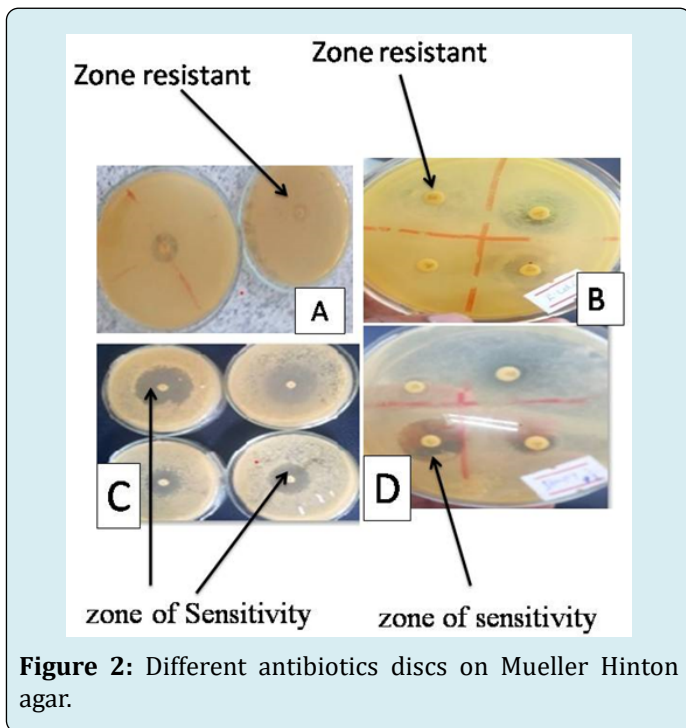 Zone resistant
Zone resistant
A
B
C
D
zone of Sensitivity
zone of sensitivity
Figure 2: Different antibiotics discs on Mueller Hinton
agar.